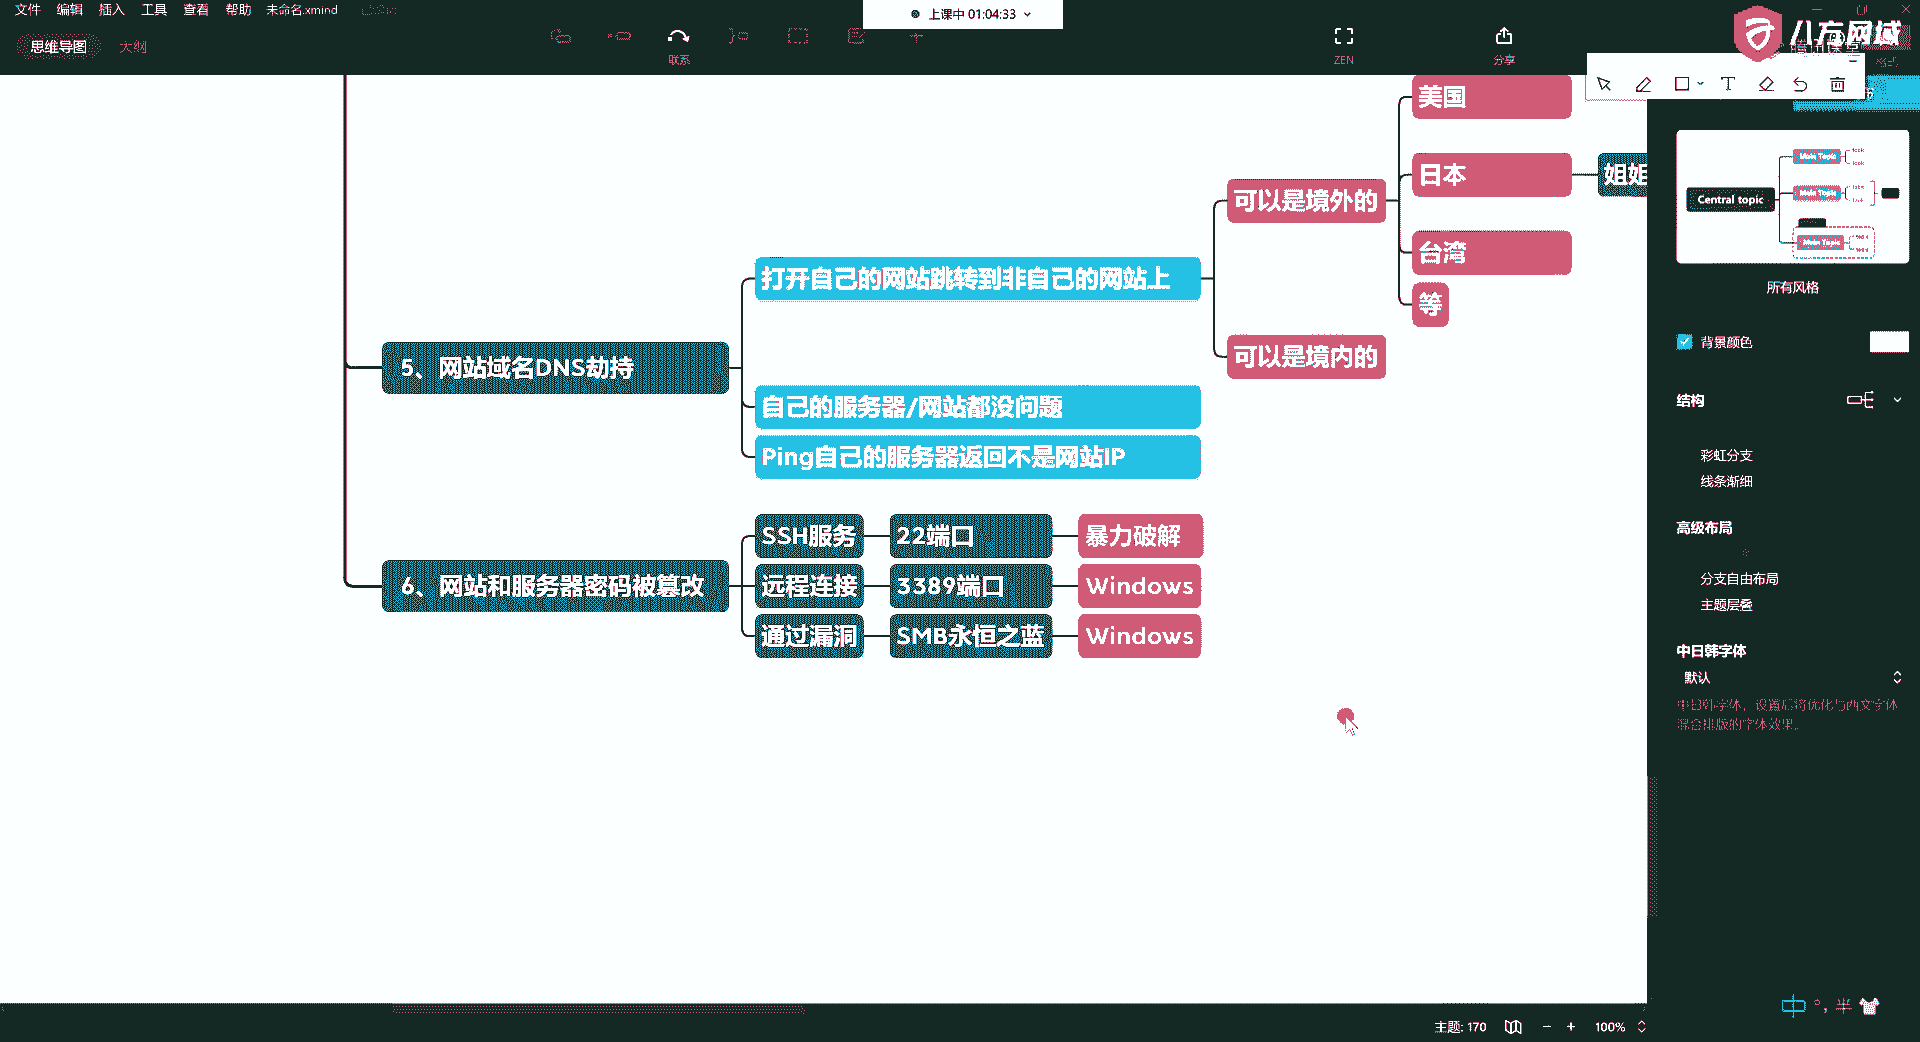 文件 编辑 插入 工具 查看 帮助 未命名.xmind
上课中 01:04:33
八方网域
思维导图 大纲
联系
ZEN
分享
美国
日本
姐姐
台湾
等
可以是境外的
可以是境内的
打开自己的网站跳转到非自己的网站上
5、网站域名DNS劫持
自己的服务器/网站都没问题
Ping自己的服务器返回不是网站IP
6、网站和服务器密码被篡改
SSH服务 22端口 暴力破解
远程连接 3389端口 Windows
通过漏洞 SMB永恒之蓝 Windows
Central topic
Main Topic
Main Topic
Main Topic
所有风格
背景颜色
结构
彩虹分支
线条渐细
高级布局
分支自由布局
主题层叠
中日韩字体
默认
中日韩字体，设置后将优化与西文字体
混合排版的字体效果。
中 °, 半
主题: 170
100%